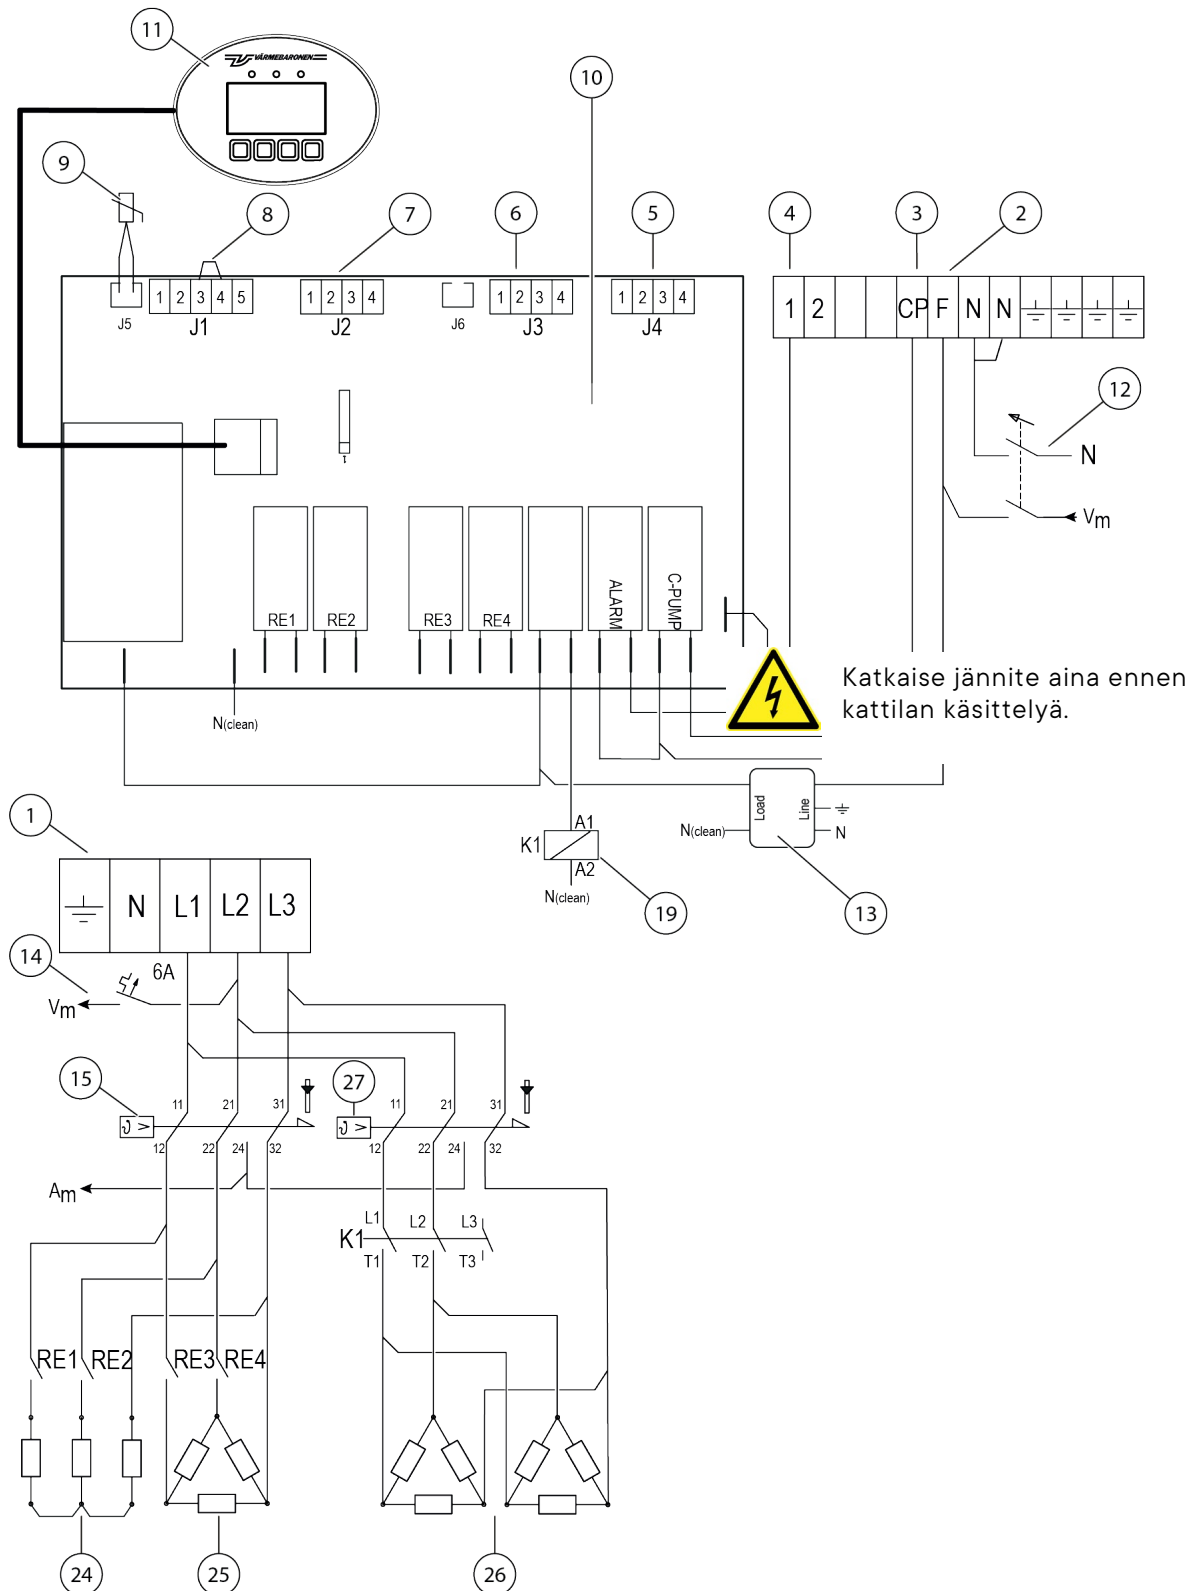 11
VÄRMEBARONEN
10
9
8
7
6
5
4
3
2
1 2 3 4 5
1 2 3 4
1 2 3 4
1 2 3 4
J5
J1
J2
J6
J3
J4
1 2 CP F N N
12
N
Vm
1
RE1
RE2
RE3
RE4
ALARM
C-PUMP
N(clean)
Katkaise jännite aina ennen
kattilan käsittelyä.
Load
Line
N(clean)
N
K1
A1
A2
N(clean)
19
13
1
N L1 L2 L3
14
6A
Vm
15
27
11 21 31
11 21 31
ϑ >
ϑ >
12 22 24 32
12 22 24 32
Am
L1 L2 L3
K1
T1 T2 T3
RE1 RE2 RE3 RE4
24
25
26